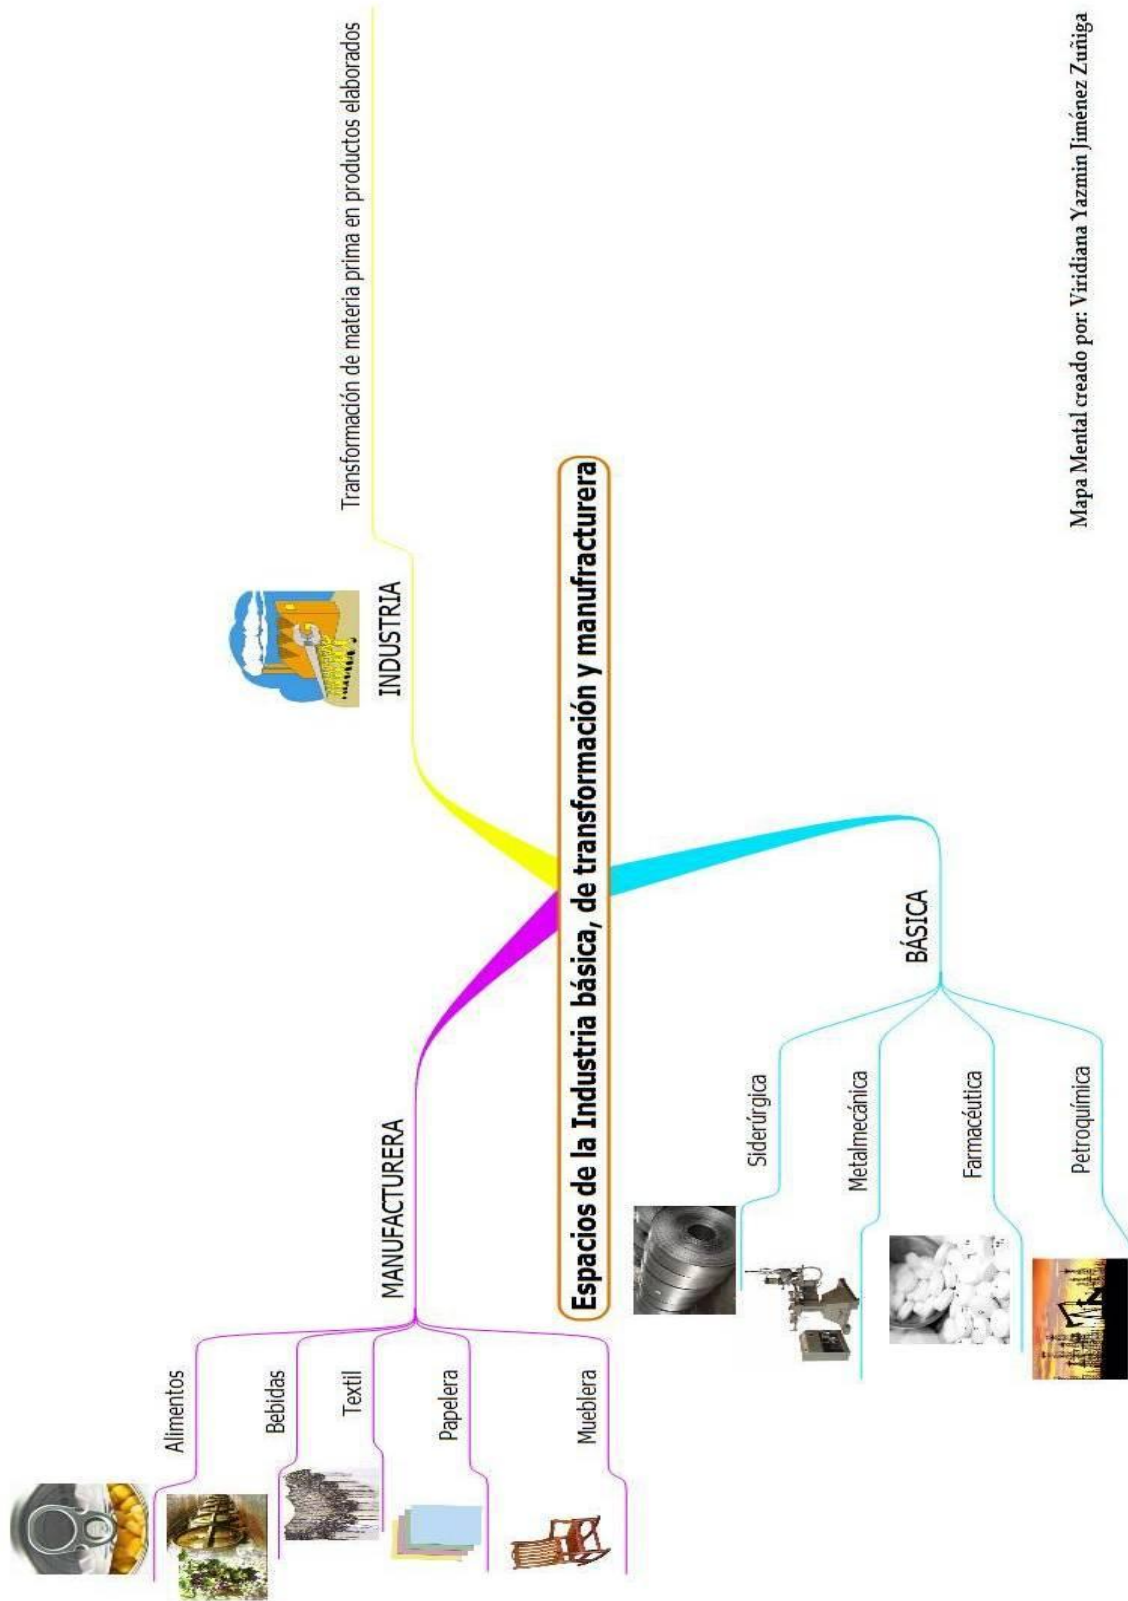 Espacios de la Industria básica, de transformación y manufracturera
INDUSTRIA
Transformación de materia prima en productos elaborados
BÁSICA
Siderúrgica
Metalmecánica
Farmacéutica
Petroquímica
MANUFACTURERA
Alimentos
Bebidas
Textil
Papelera
Mueblera
Mapa Mental creado por: Viridiana Yazmin Jiménez Zuñiga